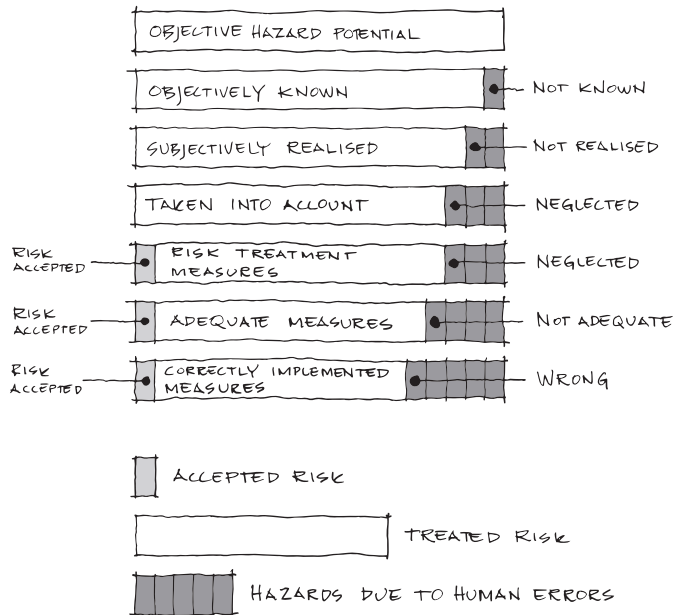 OBJECTIVE HAZARD POTENTIAL
OBJECTIVELY KNOWN
NOT KNOWN
SUBJECTIVELY REALISED
NOT REALISED
TAKEN INTO ACCOUNT
NEGLECTED
RISK
ACCEPTED
RISK TREATMENT
MEASURES
NEGLECTED
RISK
ACCEPTED
ADEQUATE MEASURES
NOT ADEQUATE
RISK
ACCEPTED
CORRECTLY IMPLEMENTED
MEASURES
WRONG
ACCEPTED RISK
TREATED RISK
HAZARDS DUE TO HUMAN ERRORS